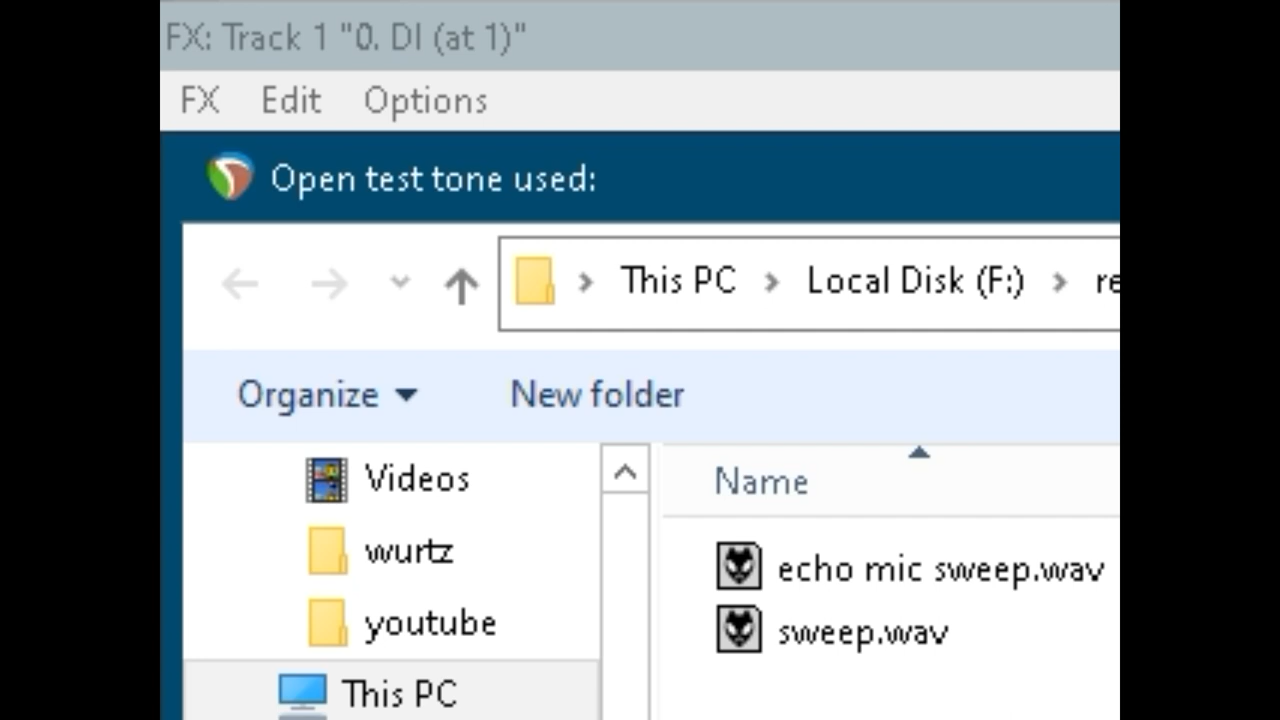 FX: Track 1 "0. DI (at 1)"
FX Edit Options
Open test tone used:
This PC > Local Disk (F:) > re
Organize New folder
Videos
wurtz
youtube
This PC
Name
echo mic sweep.wav
sweep.wav